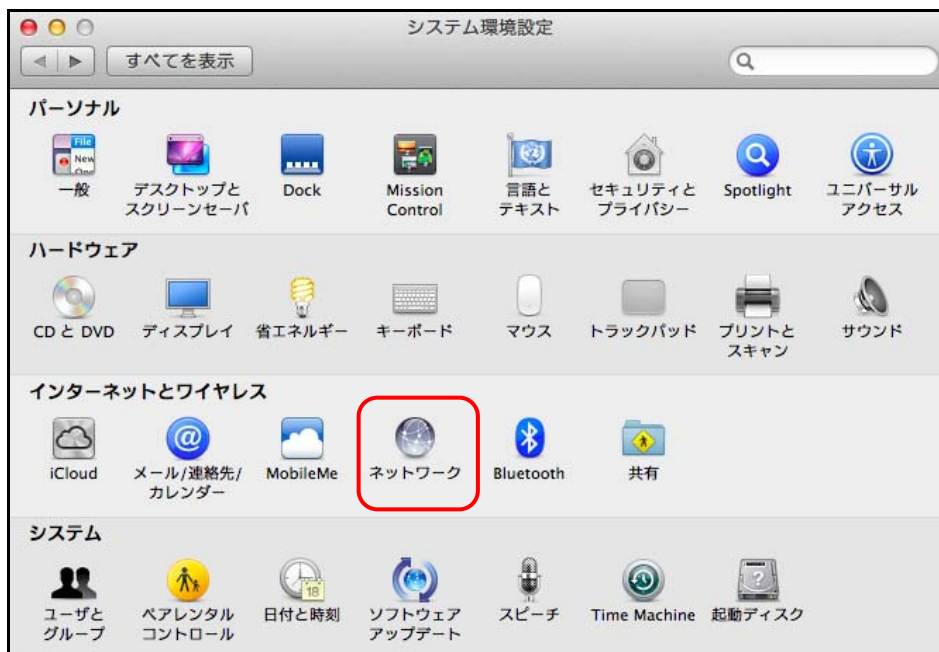 システム環境設定
すべてを表示
パーソナル
File
New
一般
デスクトップと
スクリーンセーバ
Dock
Mission
Control
言語と
テキスト
セキュリティと
プライバシー
Spotlight
ユニバーサル
アクセス
ハードウェア
CD と DVD
ディスプレイ
省エネルギー
キーボード
マウス
トラックパッド
プリントと
スキャン
サウンド
インターネットとワイヤレス
iCloud
@
メール/連絡先/
カレンダー
MobileMe
ネットワーク
Bluetooth
共有
システム
ユーザと
グループ
ペアレンタル
コントロール
18
日付と時刻
ソフトウェア
アップデート
スピーチ
Time Machine
?
起動ディスク